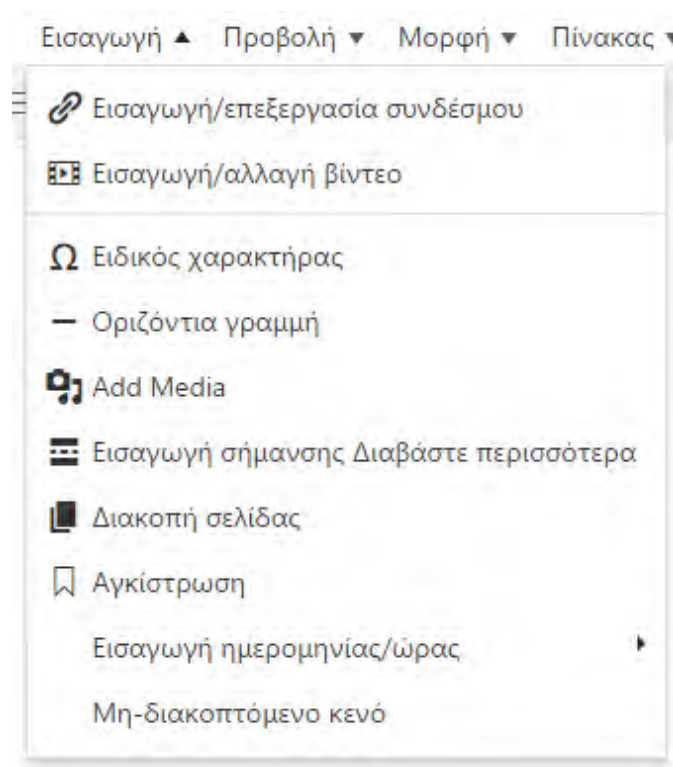 Εισαγωγή ▲ Προβολή ▼ Μορφή ▼ Πίνακας ▼
Εισαγωγή/επεξεργασία συνδέσμου
Εισαγωγή/αλλαγή βίντεο
Ω Ειδικός χαρακτήρας
Οριζόντια γραμμή
Add Media
Εισαγωγή σήμανσης Διαβάστε περισσότερα
Διακοπή σελίδας
Αγκίστρωση
Εισαγωγή ημερομηνίας/ώρας
Μη-διακοπτόμενο κενό